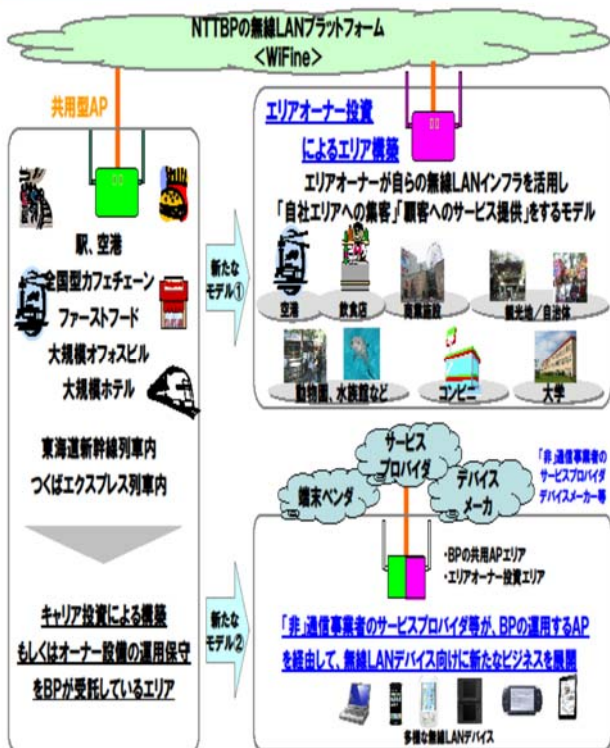 NTTBPの無線LANプラットフォーム
<WiFine>
共用型AP
駅、空港
全国型カフェチェーン
ファーストフード
大規模オフォスビル
大規模ホテル
東海道新幹線列車内
つくばエクスプレス列車内
キャリア投資による構築
もしくはオーナー設備の運用保守
をBPが受託しているエリア
新たな
モデル①
エリアオーナー投資
によるエリア構築
エリアオーナーが自らの無線LANインフラを活用し
「自社エリアへの集客」「顧客へのサービス提供」をするモデル
空港
飲食店
商業施設
観光地/自治体
動物園、水族館など
コンビニ
大学
新たな
モデル②
サービス
プロバイダ
端末ベンダ
デバイス
メーカ
「非」通信事業者の
サービスプロバイダ
デバイスメーカー等
・BPの共用APエリア
・エリアオーナー投資エリア
「非」通信事業者のサービスプロバイダ等が、BPの運用するAP
を経由して、無線LANデバイス向けに新たなビジネスを展開
多様な無線LANデバイス